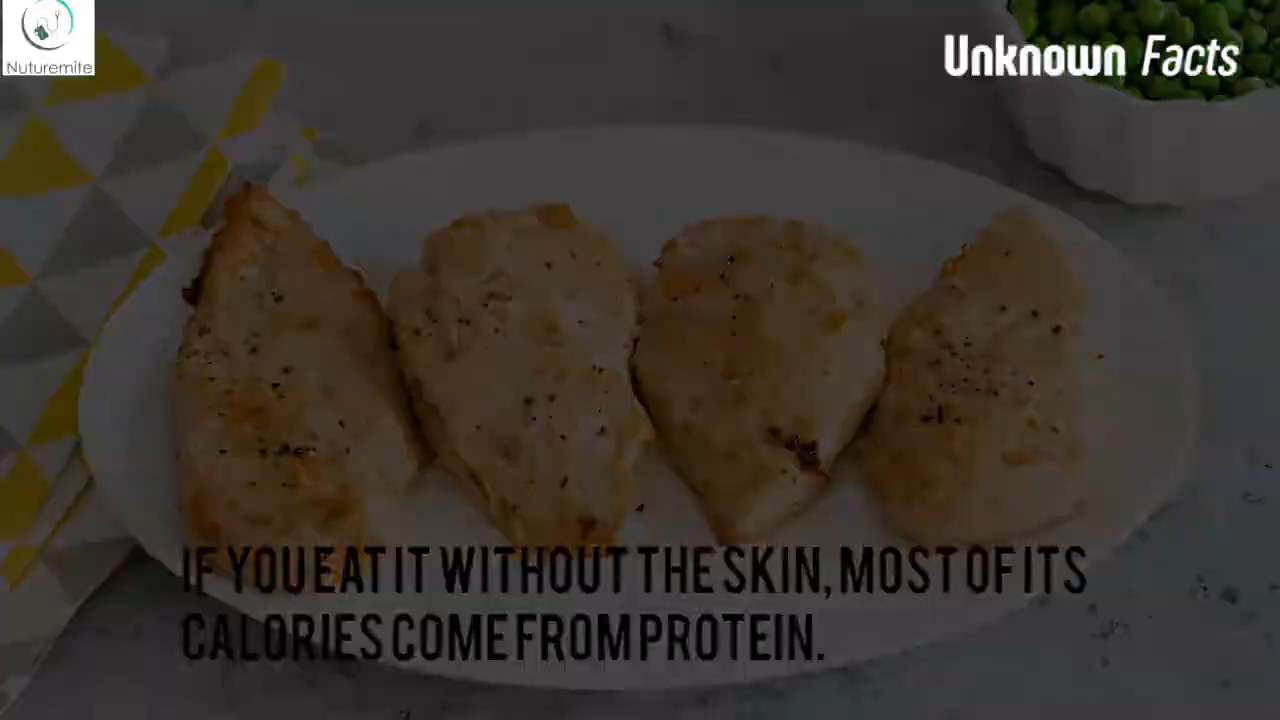 Nuturemite
Unknown Facts
IF YOU EAT IT WITHOUT THE SKIN, MOST OF ITS
CALORIES COME FROM PROTEIN.